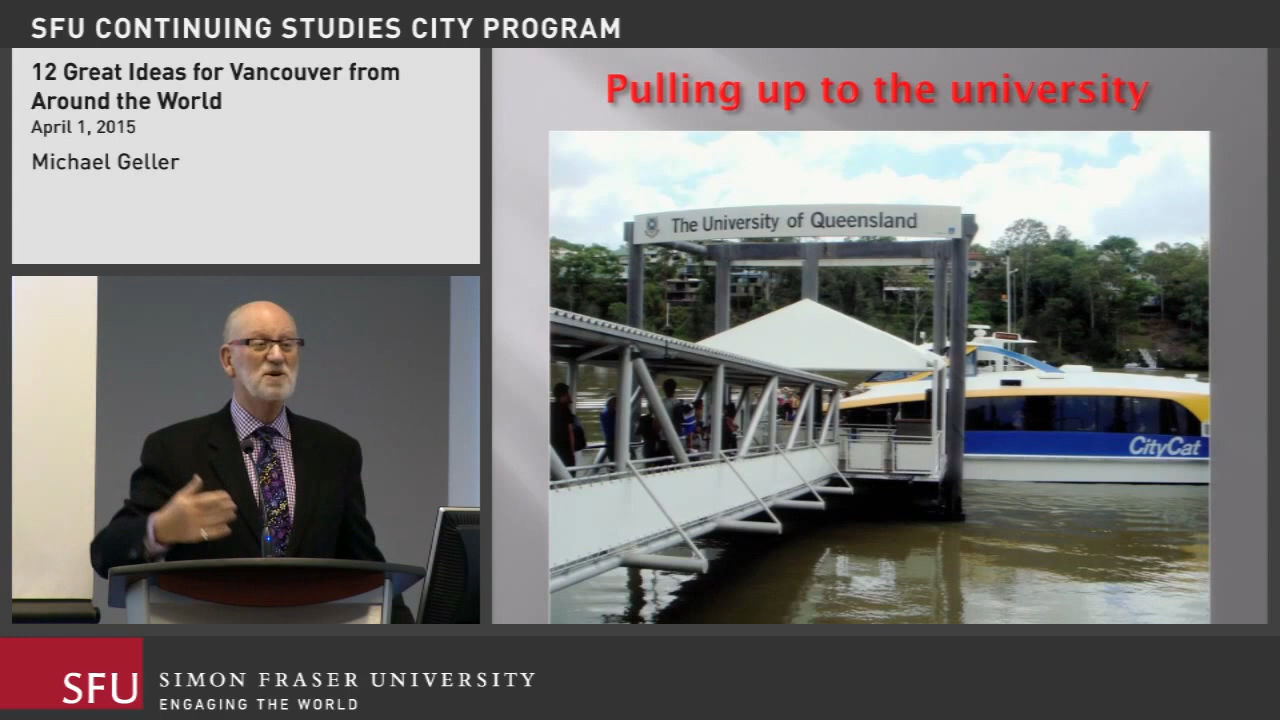 SFU CONTINUING STUDIES CITY PROGRAM
12 Great Ideas for Vancouver from
Around the World
April 1, 2015
Michael Geller
Pulling up to the university
The University of Queensland
CityCat
SFU
SIMON FRASER UNIVERSITY
ENGAGING THE WORLD